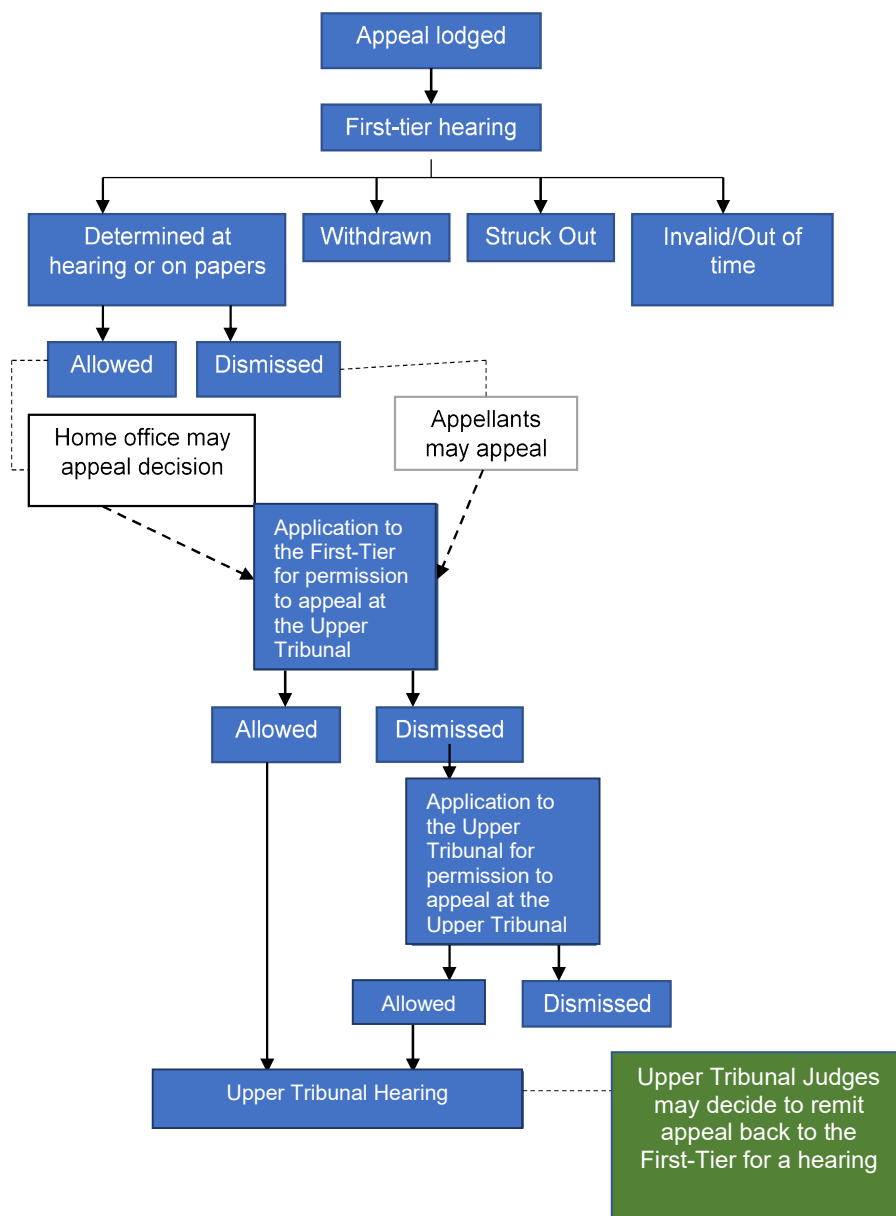 Appeal lodged
First-tier hearing
Determined at
hearing or on papers
Withdrawn
Struck Out
Invalid/Out of
time
Allowed
Dismissed
Home office may
appeal decision
Appellants
may appeal
Application to
the First-Tier
for permission
to appeal at
the Upper
Tribunal
Allowed
Dismissed
Application to
the Upper
Tribunal for
permission to
appeal at the
Upper Tribunal
Allowed
Dismissed
Upper Tribunal Hearing
Upper Tribunal Judges
may decide to remit
appeal back to the
First-Tier for a hearing